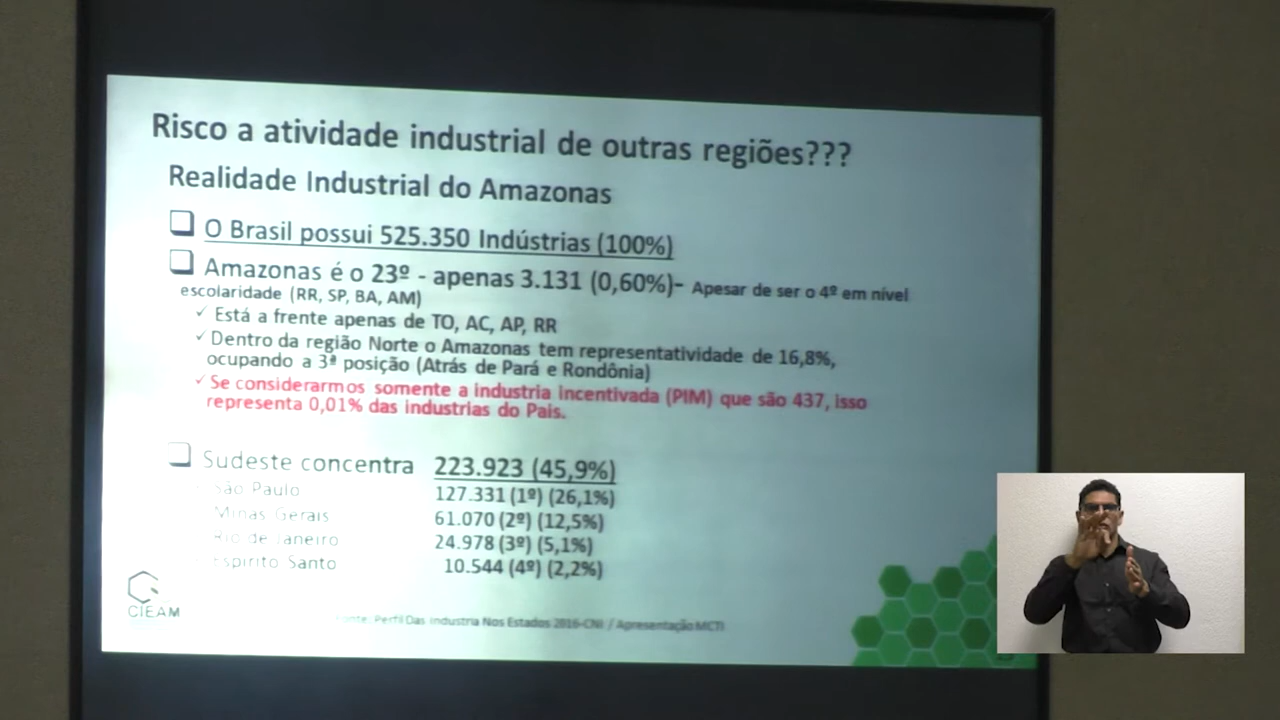 Risco a atividade industrial de outras regiões???
Realidade Industrial do Amazonas
O Brasil possui 525.350 Indústrias (100%)
Amazonas é o 23º - apenas 3.131 (0,60%)- Apesar de ser o 4º em nível
escolaridade (RR, SP, BA, AM)
Está a frente apenas de TO, AC, AP, RR
Dentro da região Norte o Amazonas tem representatividade de 16,8%,
ocupando a 3ª posição (Atrás de Pará e Rondônia)
Se considerarmos somente a industria incentivada (PIM) que são 437, isso
representa 0,01% das industrias do Pais.
Sudeste concentra 223.923 (45,9%)
São Paulo 127.331 (1º) (26,1%)
Minas Gerais 61.070 (2º) (12,5%)
Rio de Janeiro 24.978 (3º) (5,1%)
Espirito Santo 10.544 (4º) (2,2%)
CIEAM
Fonte: Perfil Das Industria Nos Estados 2016-CNI / Apresentação MCTI